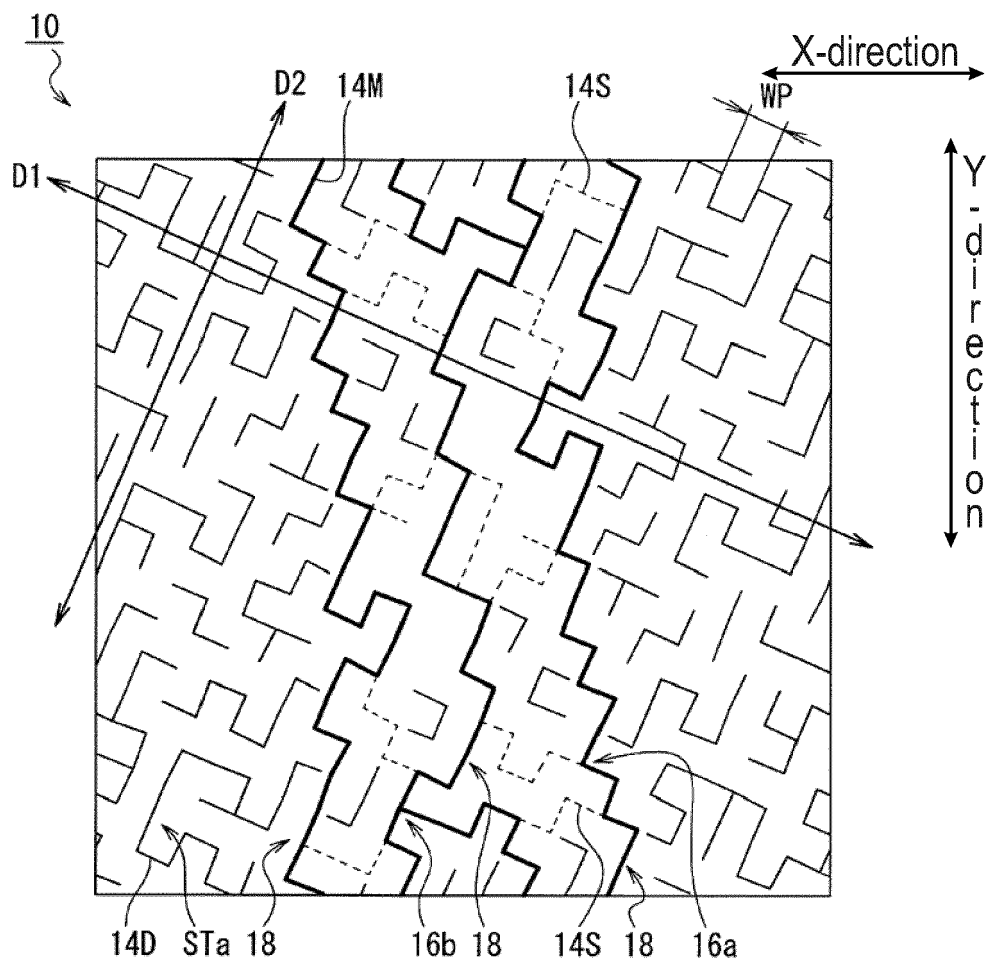 10
X-direction
D2
14M
14S
WP
D1
Y-direction
14D
STa
18
16b
18
14S
18
16a